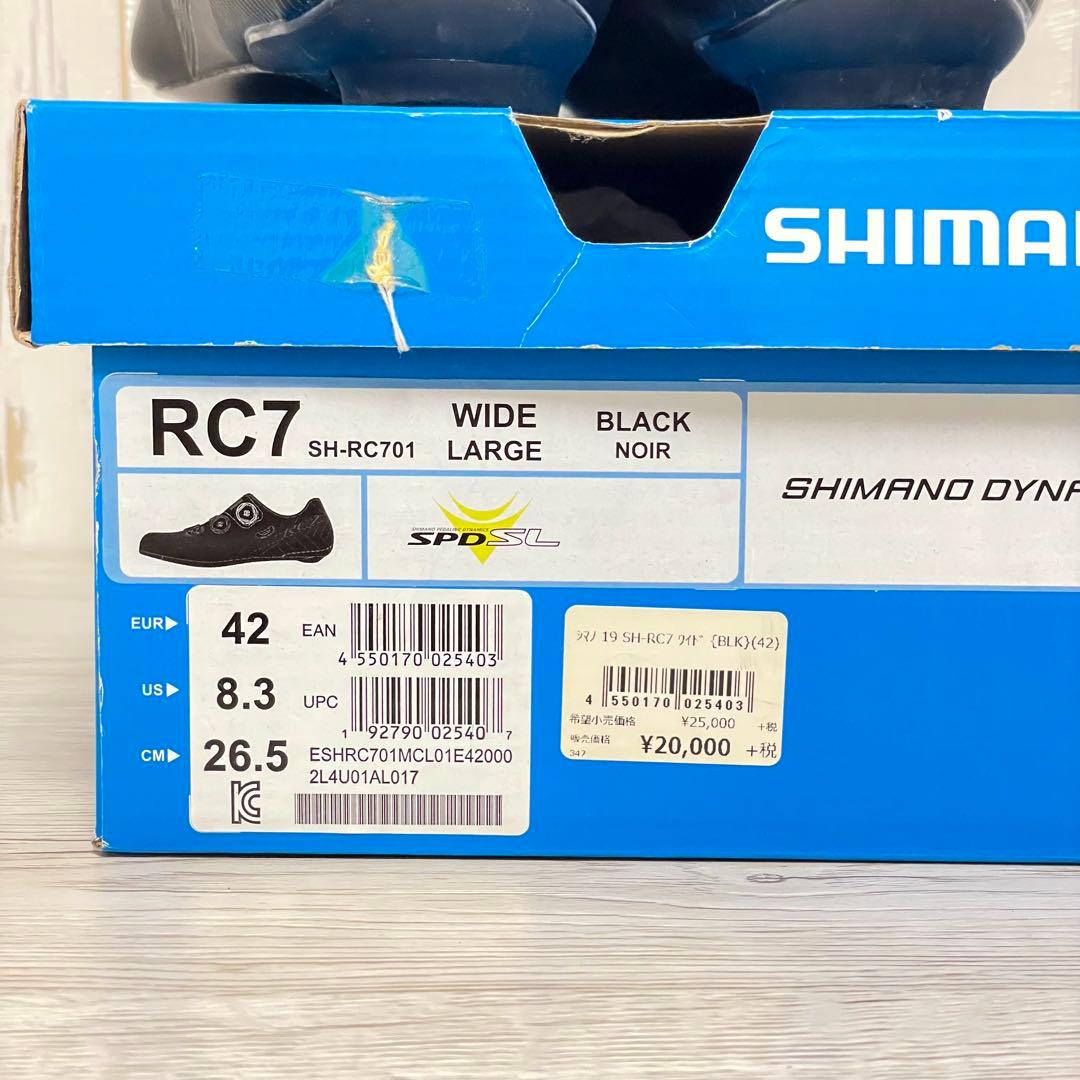 SHIMA
RC7 SH-RC701
WIDE
LARGE
BLACK
NOIR
SHIMANO PEDALING DYNAMICS
SPD-SL
SHIMANO DYNA
EUR 42
US 8.3
CM 26.5
EAN
4 550170 025403
UPC
1 92790 02540 7
ESHRC701MCL01E42000
2L4U01AL017
ｼﾏﾉ 19 SH-RC7 ﾜｲﾄﾞ {BLK}(42)
4 550170 025403
希望小売価格 ¥25,000 +税
販売価格 ¥20,000 +税
347